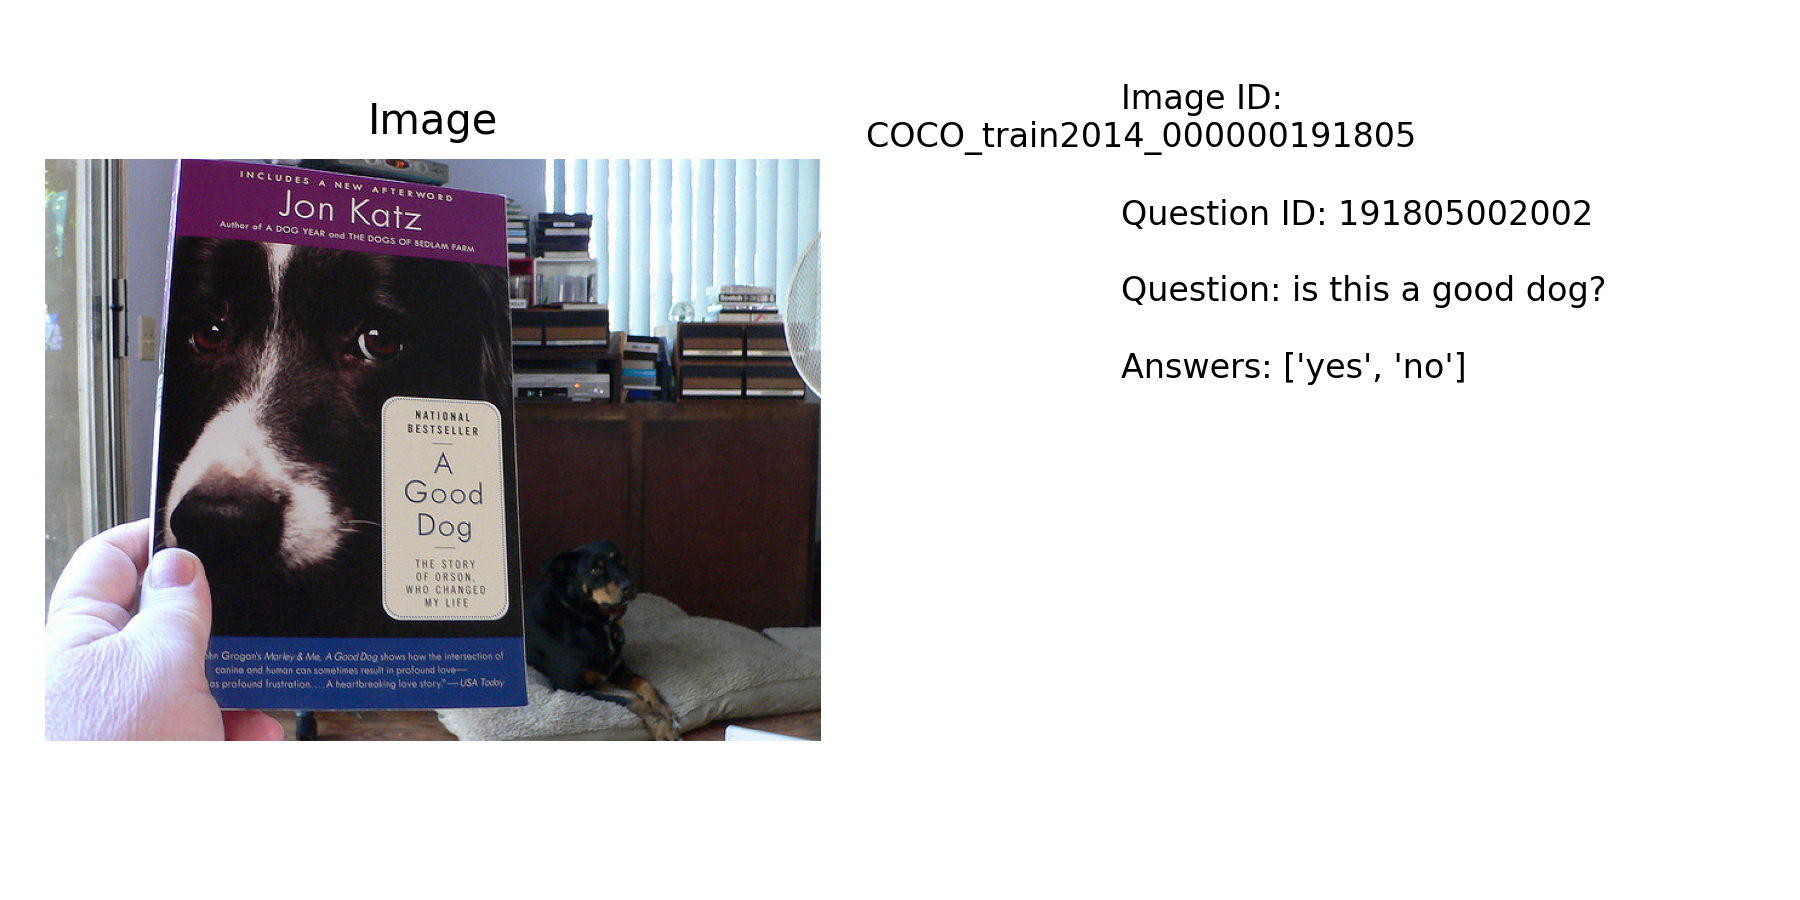 Image
INCLUDES A NEW AFTERWORD
Jon Katz
Author of A DOG YEAR and THE DOGS OF BEDLAM FARM
NATIONAL
BESTSELLER
A
Good
Dog
THE STORY
OF ORSON,
WHO CHANGED
MY LIFE
Grogan's Marley & Me, A Good Dog shows how the intersection of
canine and human can sometimes result in profound love—
as profound frustration.... A heartbreaking love story." —USA Today
Image ID:
COCO_train2014_000000191805
Question ID: 191805002002
Question: is this a good dog?
Answers: ['yes', 'no']